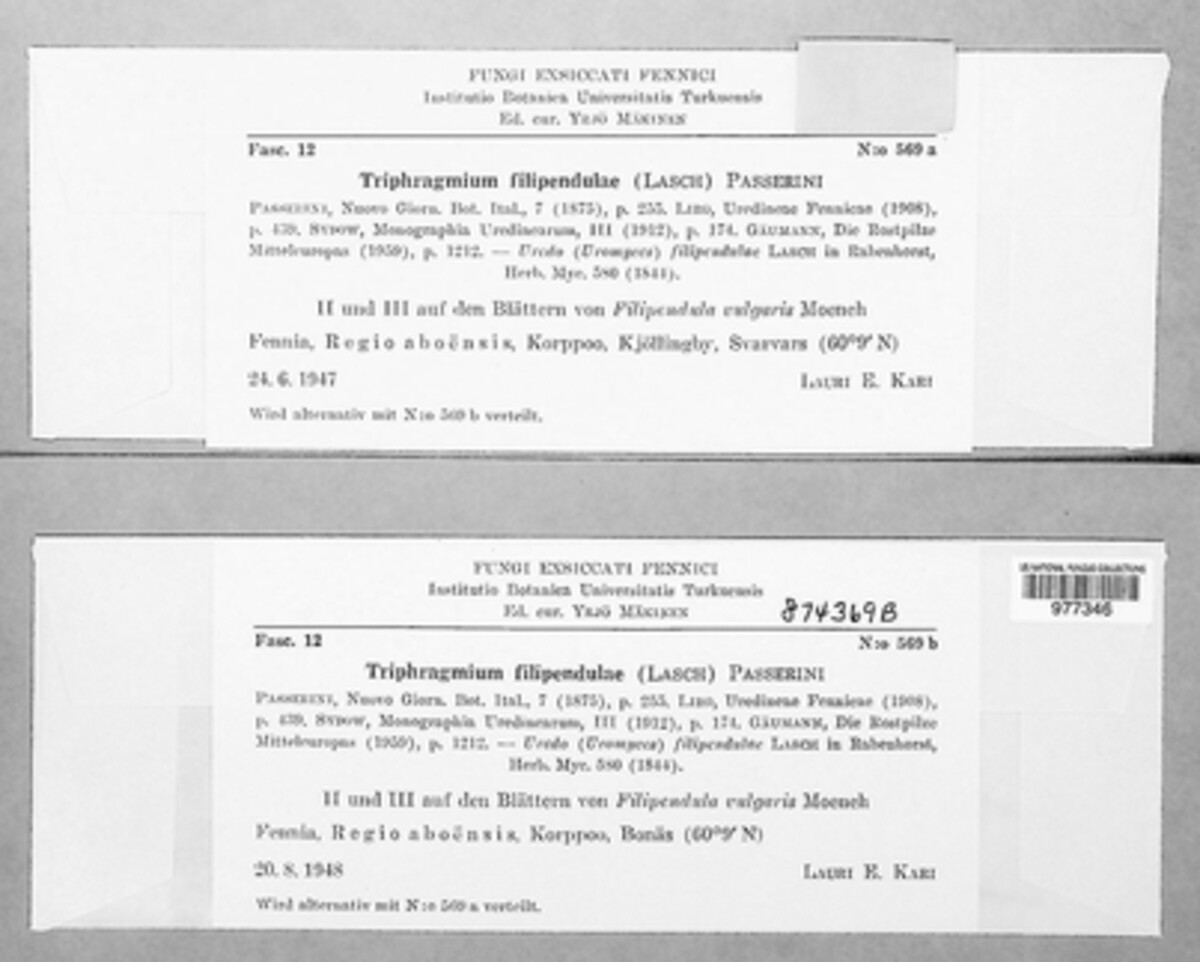 FUNGI EXSICCATI FENNICI
Institutio Botanica Universitatis Turkuensis
Ed. cur. YRJÖ MÄKINEN
Fasc. 12 N:o 569 a
Triphragmium filipendulae (LASCH) PASSERINI
PASSERINI, Nuovo Giorn. Bot. Ital., 7 (1875), p. 255. LIRO, Uredineae Fennicae (1908),
p. 439. SYDOW, Monographia Uredinearum, III (1912), p. 174. GÄUMANN, Die Rostpilze
Mitteleuropas (1959), p. 1212. — Uredo (Uromyces) filipendulae LASCH in Rabenhorst,
Herb. Myc. 580 (1844).
II und III auf den Blättern von Filipendula vulgaris Moench
Fennia, Regio aboënsis, Korppoo, Kjöllingby, Svarvars (60°9' N)
24. 6. 1947 LAURI E. KARI
Wird alternativ mit N:o 569 b verteilt.
FUNGI EXSICCATI FENNICI
Institutio Botanica Universitatis Turkuensis
Ed. cur. YRJÖ MÄKINEN 874369B
US NATIONAL FUNGUS COLLECTIONS
977346
Fasc. 12 N:o 569 b
Triphragmium filipendulae (LASCH) PASSERINI
PASSERINI, Nuovo Giorn. Bot. Ital., 7 (1875), p. 255. LIRO, Uredineae Fennicae (1908),
p. 439. SYDOW, Monographia Uredinearum, III (1912), p. 174. GÄUMANN, Die Rostpilze
Mitteleuropas (1959), p. 1212. — Uredo (Uromyces) filipendulae LASCH in Rabenhorst,
Herb. Myc. 580 (1844).
II und III auf den Blättern von Filipendula vulgaris Moench
Fennia, Regio aboënsis, Korppoo, Bonäs (60°9' N)
20. 8. 1948 LAURI E. KARI
Wird alternativ mit N:o 569 a verteilt.